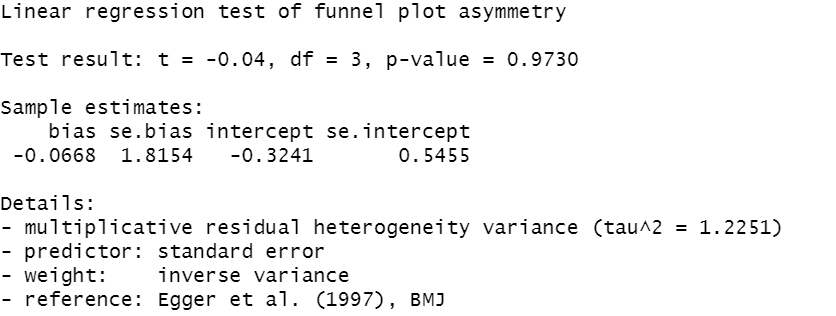 Linear regression test of funnel plot asymmetry
Test result: t = -0.04, df = 3, p-value = 0.9730
Sample estimates:
bias se.bias intercept se.intercept
-0.0668 1.8154 -0.3241 0.5455
Details:
- multiplicative residual heterogeneity variance (tau^2 = 1.2251)
- predictor: standard error
- weight: inverse variance
- reference: Egger et al. (1997), BMJ